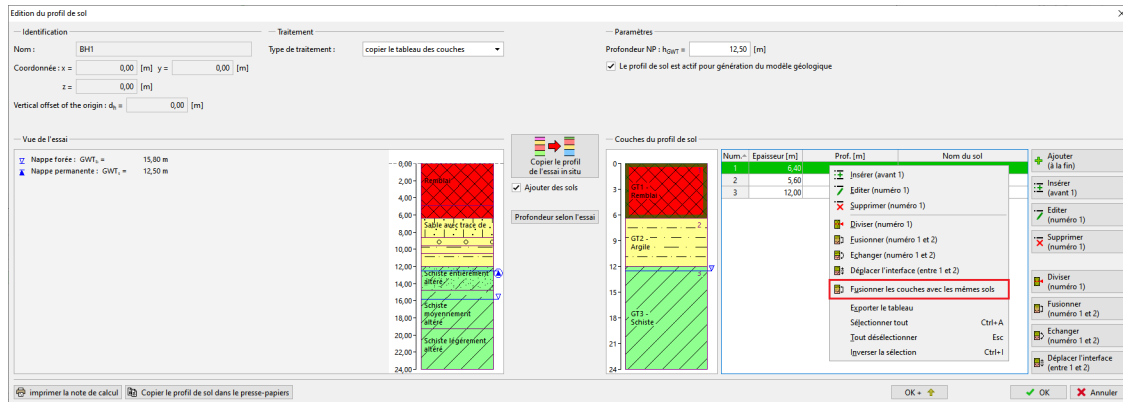 Edition du profil de sol
Identification
Nom :
BH1
Coordonnée : x =
0,00
[m]
y =
0,00
[m]
z =
0,00
[m]
Vertical offset of the origin : dh =
0,00
[m]
Traitement
Type de traitement :
copier le tableau des couches
Paramètres
Profondeur NP : hGWT =
12,50
[m]
Le profil de sol est actif pour génération du modèle géologique
Vue de l'essai
Nappe forée : GWTh =
15,80 m
Nappe permanente : GWTs =
12,50 m
0,00
2,00
4,00
6,00
8,00
10,00
12,00
14,00
16,00
18,00
20,00
22,00
24,00
Remblai
Sable avec trace de
Schiste entièrement
altéré
Schiste
moyennement
altéré
Schiste légèrement
altéré
Copier le profil
de l'essai in situ
Ajouter des sols
Profondeur selon l'essai
Couches du profil de sol
0
3
6
9
12
15
18
21
24
GT1 -
Remblai
2
GT2 -
Argile
3
GT3 -
Schiste
Num.
Epaisseur [m]
Prof. [m]
Nom du sol
1
6,40
2
5,60
3
12,00
Insérer (avant 1)
Editer (numéro 1)
Supprimer (numéro 1)
Diviser (numéro 1)
Fusionner (numéro 1 et 2)
Echanger (numéro 1 et 2)
Déplacer l'interface (entre 1 et 2)
Fusionner les couches avec les mêmes sols
Exporter le tableau
Sélectionner tout Ctrl+A
Tout désélectionner Esc
Inverser la sélection Ctrl+I
Ajouter
(à la fin)
Insérer
(avant 1)
Editer
(numéro 1)
Supprimer
(numéro 1)
Diviser
(numéro 1)
Fusionner
(numéro 1 et 2)
Echanger
(numéro 1 et 2)
Déplacer l'interface
(entre 1 et 2)
imprimer la note de calcul
Copier le profil de sol dans le presse-papiers
OK +
OK
Annuler